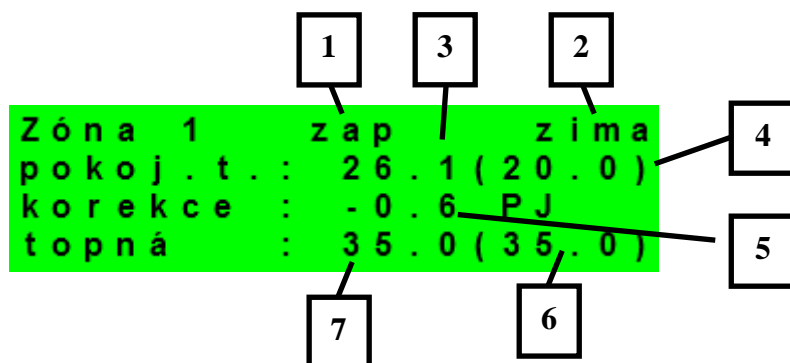 1 3 2
Zóna 1 zap zima
pokoj.t.: 26.1(20.0) 4
korekce : -0.6 PJ
topná : 35.0(35.0) 5
7 6